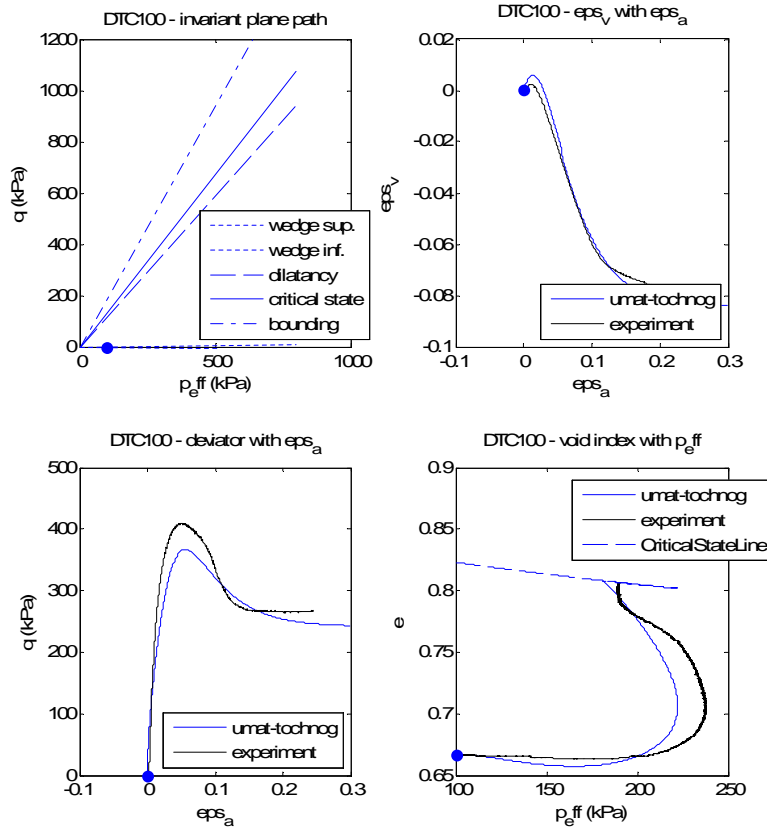 DTC100 - invariant plane path
1200
1000
800
600
400
200
0
q (kPa)
wedge sup.
wedge inf.
dilatancy
critical state
bounding
0
500
1000
p_eff (kPa)
DTC100 - eps_v with eps_a
0.02
0
-0.02
-0.04
-0.06
-0.08
-0.1
eps_v
umat-tochnog
experiment
-0.1
0
0.1
0.2
0.3
eps_a
DTC100 - deviator with eps_a
500
400
300
200
100
0
q (kPa)
umat-tochnog
experiment
-0.1
0
0.1
0.2
0.3
eps_a
DTC100 - void index with p_eff
0.9
0.85
0.8
0.75
0.7
0.65
e
umat-tochnog
experiment
CriticalStateLine
100
150
200
250
p_eff (kPa)